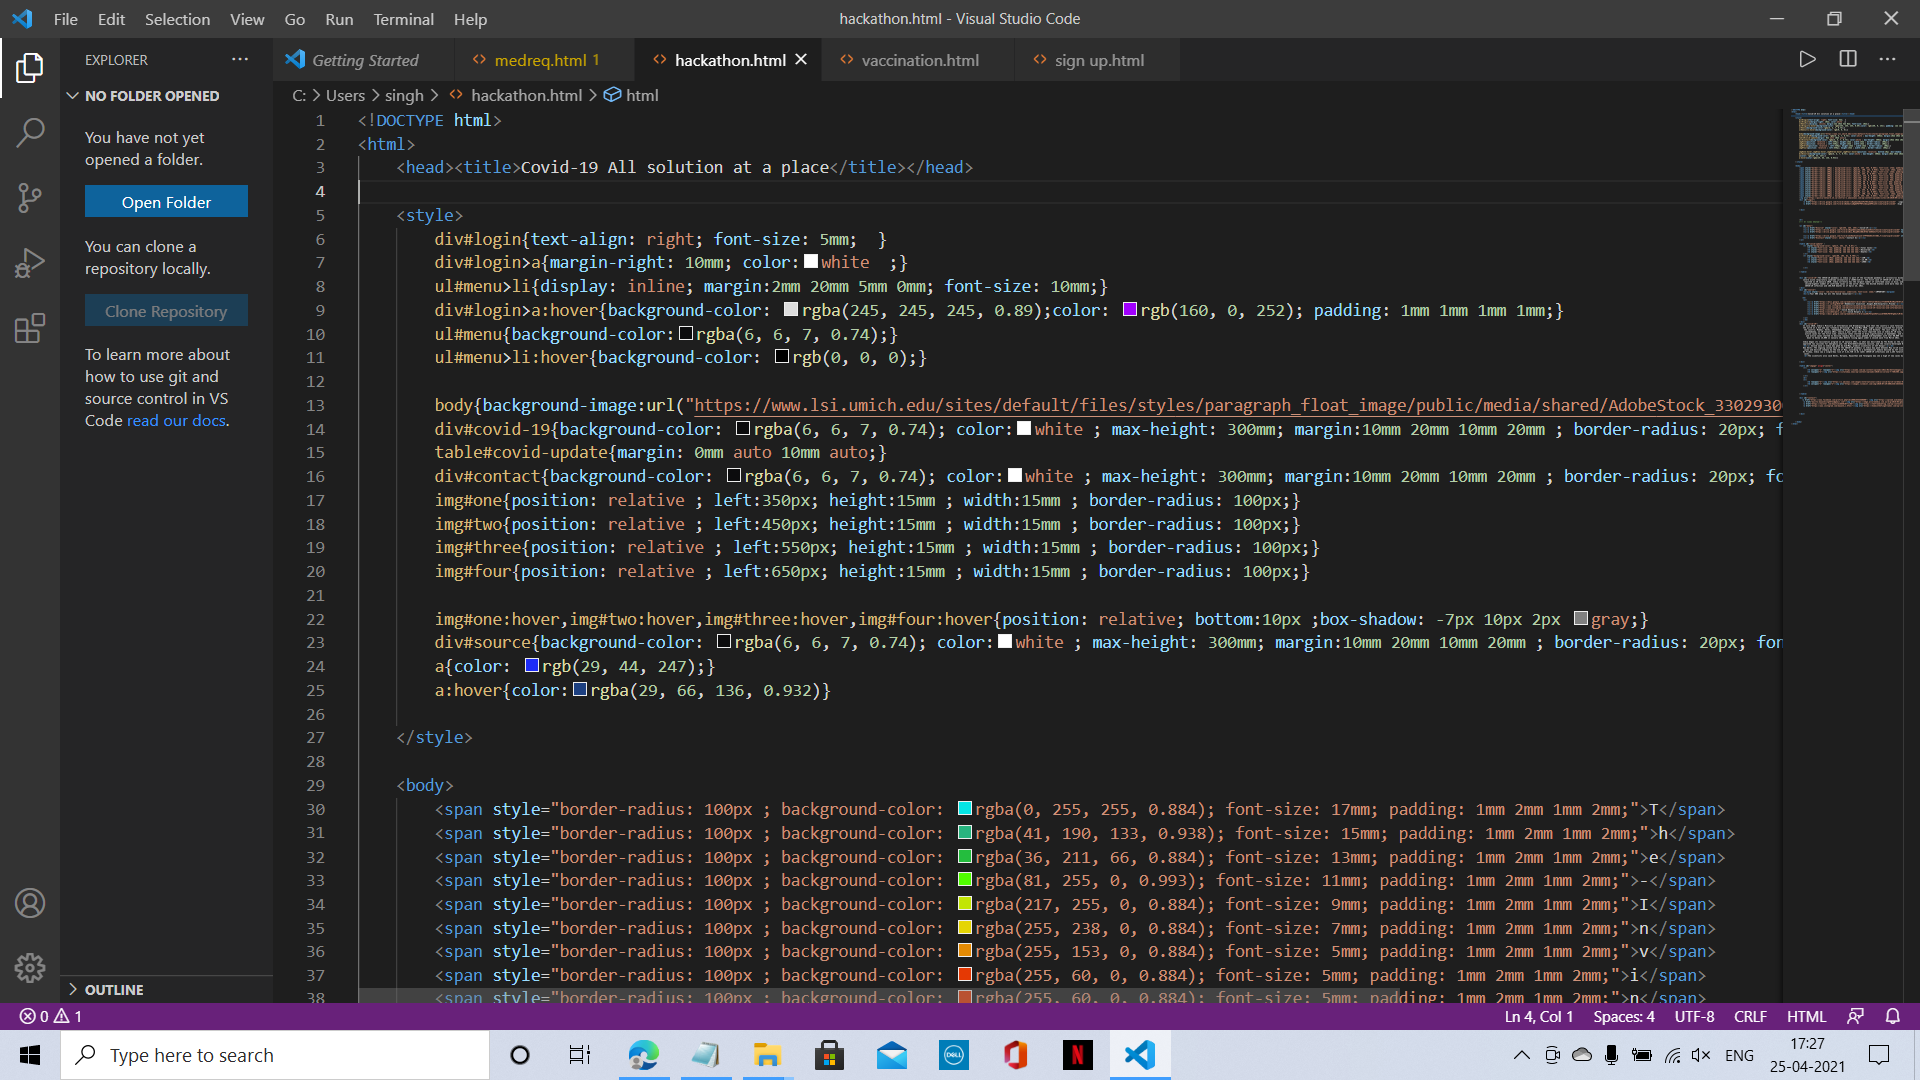 File Edit Selection View Go Run Terminal Help
hackathon.html - Visual Studio Code
EXPLORER
NO FOLDER OPENED
You have not yet
opened a folder.
Open Folder
You can clone a
repository locally.
Clone Repository
To learn more about
how to use git and
source control in VS
Code read our docs.
OUTLINE
Getting Started
medreq.html 1
hackathon.html
vaccination.html
sign up.html
C: > Users > singh > hackathon.html > html
1 <!DOCTYPE html>
2 <html>
3 <head><title>Covid-19 All solution at a place</title></head>
4
5 <style>
6 div#login{text-align: right; font-size: 5mm;  }
7 div#login>a{margin-right: 10mm; color:white  ;}
8 ul#menu>li{display: inline; margin:2mm 20mm 5mm 0mm; font-size: 10mm;}
9 div#login>a:hover{background-color: rgba(245, 245, 245, 0.89);color: rgb(160, 0, 252); padding: 1mm 1mm 1mm 1mm;}
10 ul#menu{background-color:rgba(6, 6, 7, 0.74);}
11 ul#menu>li:hover{background-color: rgb(0, 0, 0);}
12
13 body{background-image:url("https://www.lsi.umich.edu/sites/default/files/styles/paragraph_float_image/public/media/shared/AdobeStock_3302930
14 div#covid-19{background-color: rgba(6, 6, 7, 0.74); color:white ; max-height: 300mm; margin:10mm 20mm 10mm 20mm ; border-radius: 20px; f
15 table#covid-update{margin: 0mm auto 10mm auto;}
16 div#contact{background-color: rgba(6, 6, 7, 0.74); color:white ; max-height: 300mm; margin:10mm 20mm 10mm 20mm ; border-radius: 20px; fo
17 img#one{position: relative ; left:350px; height:15mm ; width:15mm ; border-radius: 100px;}
18 img#two{position: relative ; left:450px; height:15mm ; width:15mm ; border-radius: 100px;}
19 img#three{position: relative ; left:550px; height:15mm ; width:15mm ; border-radius: 100px;}
20 img#four{position: relative ; left:650px; height:15mm ; width:15mm ; border-radius: 100px;}
21
22 img#one:hover,img#two:hover,img#three:hover,img#four:hover{position: relative; bottom:10px ;box-shadow: -7px 10px 2px gray;}
23 div#source{background-color: rgba(6, 6, 7, 0.74); color:white ; max-height: 300mm; margin:10mm 20mm 10mm 20mm ; border-radius: 20px; fon
24 a{color: rgb(29, 44, 247);}
25 a:hover{color:rgba(29, 66, 136, 0.932)}
26
27 </style>
28
29 <body>
30 <span style="border-radius: 100px ; background-color: rgba(0, 255, 255, 0.884); font-size: 17mm; padding: 1mm 2mm 1mm 2mm;">T</span>
31 <span style="border-radius: 100px ; background-color: rgba(41, 190, 133, 0.938); font-size: 15mm; padding: 1mm 2mm 1mm 2mm;">h</span>
32 <span style="border-radius: 100px ; background-color: rgba(36, 211, 66, 0.884); font-size: 13mm; padding: 1mm 2mm 1mm 2mm;">e</span>
33 <span style="border-radius: 100px ; background-color: rgba(81, 255, 0, 0.993); font-size: 11mm; padding: 1mm 2mm 1mm 2mm;">-</span>
34 <span style="border-radius: 100px ; background-color: rgba(217, 255, 0, 0.884); font-size: 9mm; padding: 1mm 2mm 1mm 2mm;">I</span>
35 <span style="border-radius: 100px ; background-color: rgba(255, 238, 0, 0.884); font-size: 7mm; padding: 1mm 2mm 1mm 2mm;">n</span>
36 <span style="border-radius: 100px ; background-color: rgba(255, 153, 0, 0.884); font-size: 5mm; padding: 1mm 2mm 1mm 2mm;">v</span>
37 <span style="border-radius: 100px ; background-color: rgba(255, 60, 0, 0.884); font-size: 5mm; padding: 1mm 2mm 1mm 2mm;">i</span>
38 <span style="border-radius: 100px ; background-color: rgba(255, 60, 0, 0.884); font-size: 5mm; padding: 1mm 2mm 1mm 2mm;">n</span>
0 1
Ln 4, Col 1 Spaces: 4 UTF-8 CRLF HTML
Type here to search
DELL
N
ENG
17:27
25-04-2021